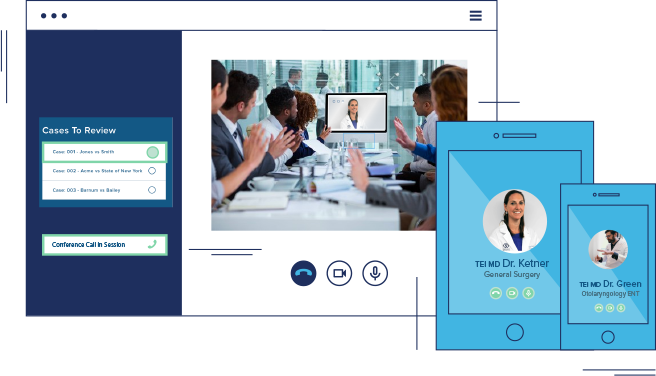 Cases To Review
Case: 001 - Jones vs Smith
Case: 002 - Acme vs State of New York
Case: 003 - Barnum vs Bailey
Conference Call In Session
TEI MD Dr. Ketner
General Surgery
TEI MD Dr. Green
Otolaryngology ENT